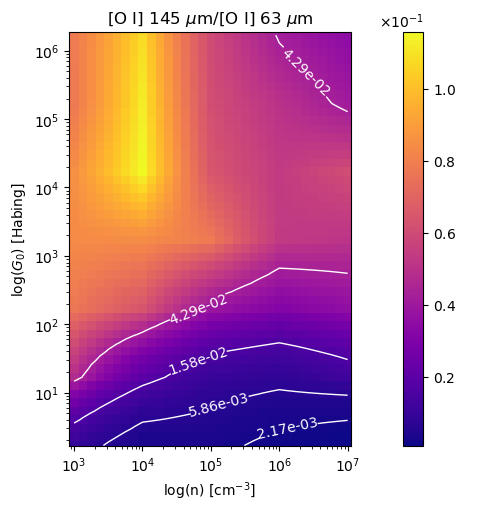 [O I] 145 μm/[O I] 63 μm
×10⁻¹
10⁶
10⁵
10⁴
10³
10²
10¹
log(G₀) [Habing]
4.29e-02
4.29e-02
1.58e-02
5.86e-03
2.17e-03
10³ 10⁴ 10⁵ 10⁶ 10⁷
log(n) [cm⁻³]
1.0
0.8
0.6
0.4
0.2